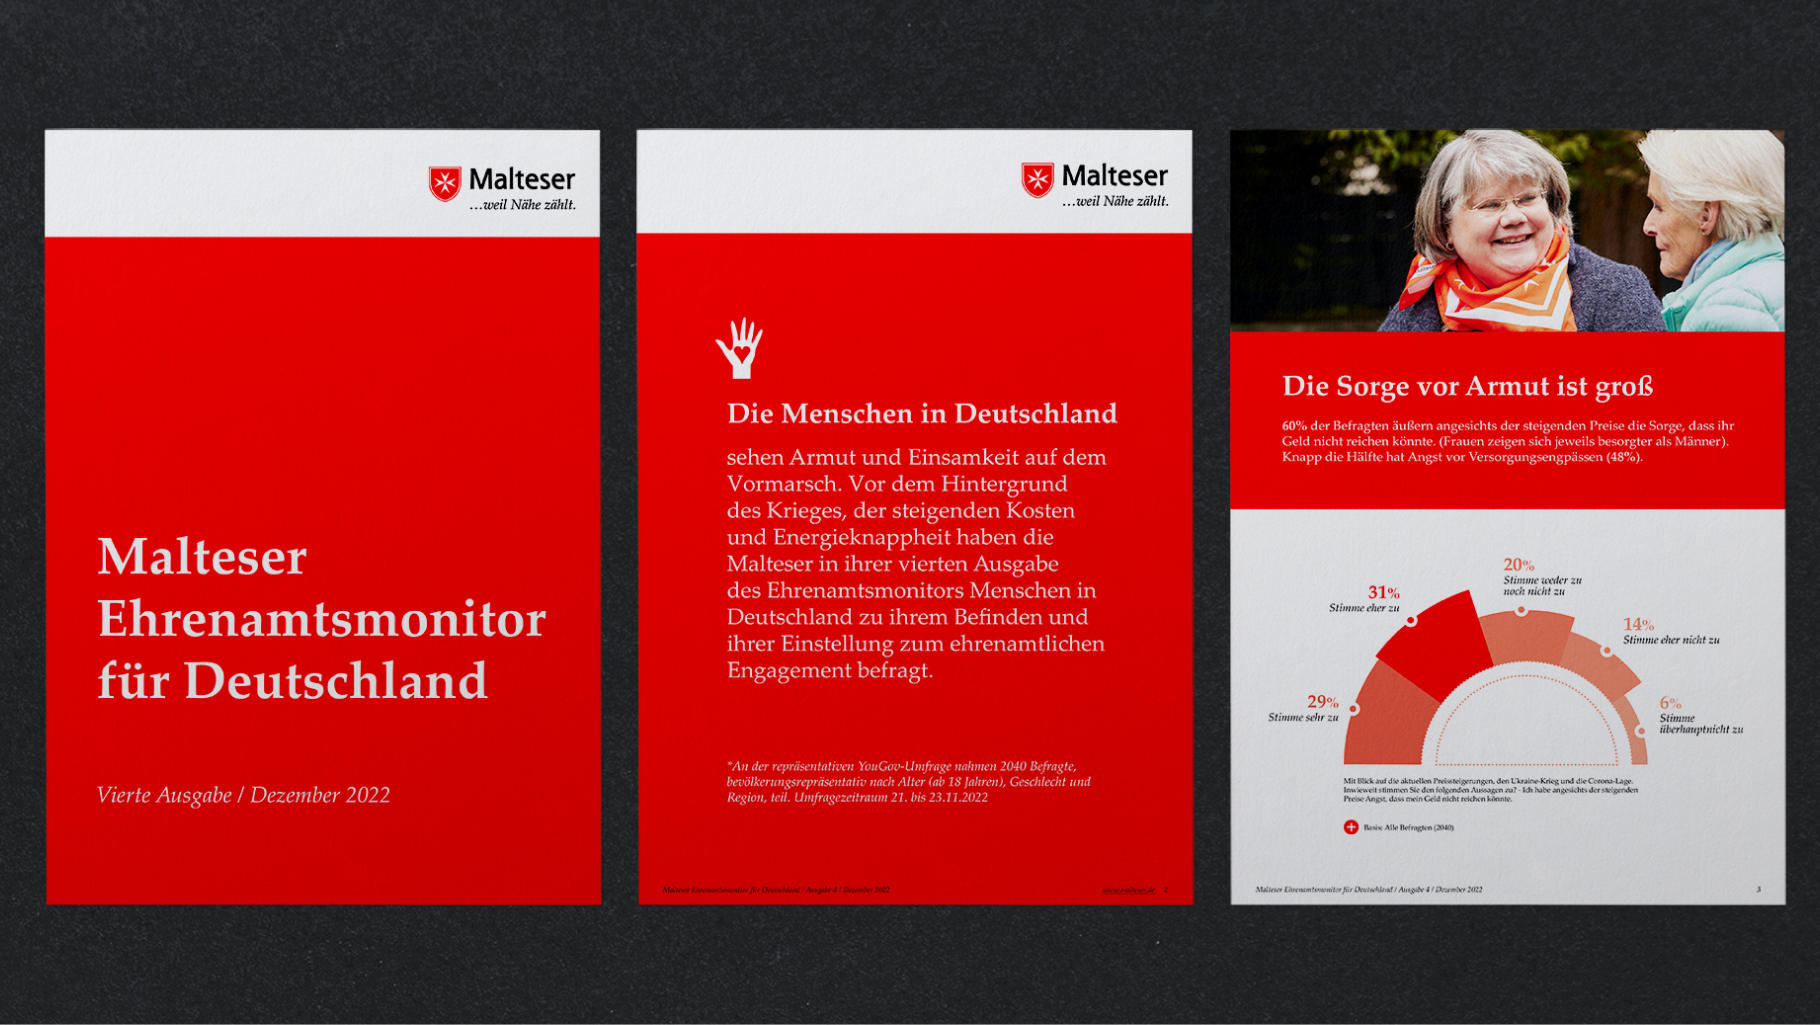 Malteser
...weil Nähe zählt.
Malteser
Ehrenamtsmonitor
für Deutschland
Vierte Ausgabe / Dezember 2022
Malteser
...weil Nähe zählt.
Die Menschen in Deutschland
sehen Armut und Einsamkeit auf dem
Vormarsch. Vor dem Hintergrund
des Krieges, der steigenden Kosten
und Energieknappheit haben die
Malteser in ihrer vierten Ausgabe
des Ehrenamtsmonitors Menschen in
Deutschland zu ihrem Befinden und
ihrer Einstellung zum ehrenamtlichen
Engagement befragt.
*An der repräsentativen YouGov-Umfrage nahmen 2040 Befragte,
bevölkerungsrepräsentativ nach Alter (ab 18 Jahren), Geschlecht und
Region, teil. Umfragezeitraum 21. bis 23.11.2022
Malteser Ehrenamtsmonitor für Deutschland / Ausgabe 4 / Dezember 2022
www.malteser.de 2
Die Sorge vor Armut ist groß
60% der Befragten äußern angesichts der steigenden Preise die Sorge, dass ihr
Geld nicht reichen könnte. (Frauen zeigen sich jeweils besorgter als Männer).
Knapp die Hälfte hat Angst vor Versorgungsengpässen (48%).
29%
Stimme sehr zu
31%
Stimme eher zu
20%
Stimme weder zu
noch nicht zu
14%
Stimme eher nicht zu
6%
Stimme
überhauptnicht zu
Mit Blick auf die aktuellen Preissteigerungen, den Ukraine-Krieg und die Corona-Lage.
Inwieweit stimmen Sie den folgenden Aussagen zu? - Ich habe angesichts der steigenden
Preise Angst, dass mein Geld nicht reichen könnte.
Basis: Alle Befragten (2040)
Malteser Ehrenamtsmonitor für Deutschland / Ausgabe 4 / Dezember 2022
3